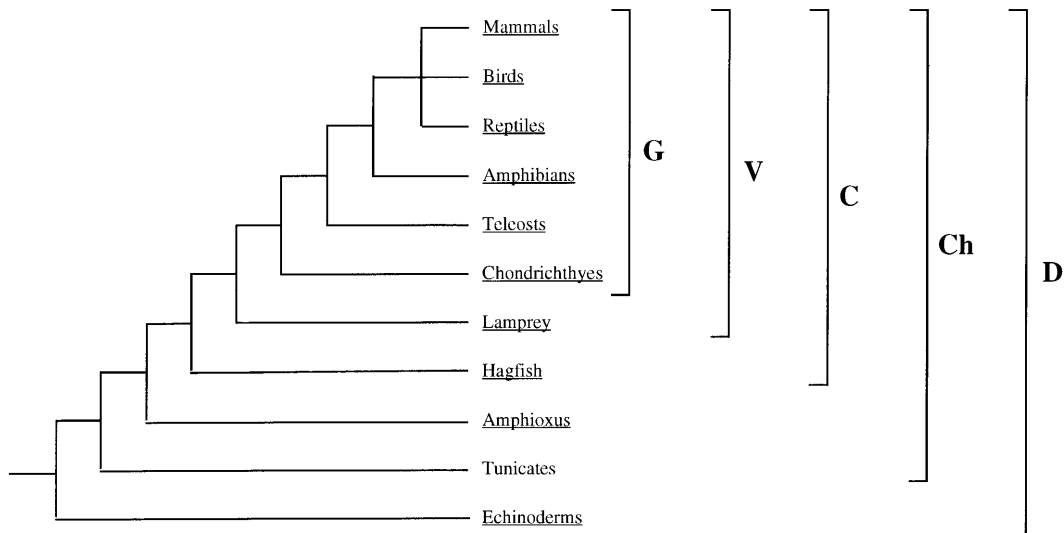 Mammals
Birds
Reptiles
Amphibians
Teleosts
Chondrichthyes
Lamprey
Hagfish
Amphioxus
Tunicates
Echinoderms
G
V
C
Ch
D